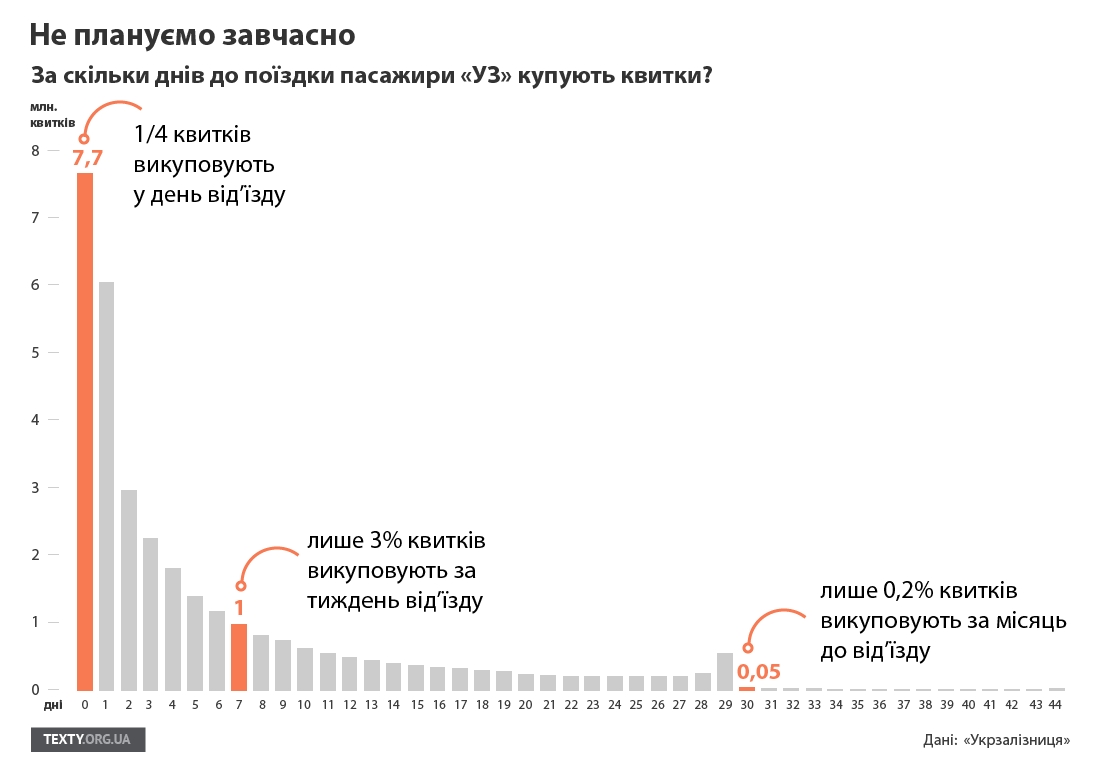 Не плануємо завчасно
За скільки днів до поїздки пасажири «УЗ» купують квитки?
млн.
квитків
8
7
6
5
4
3
2
1
0
7,7
1/4 квитків
викуповують
у день від’їзду
1
лише 3% квитків
викуповують за
тиждень від’їзду
0,05
лише 0,2% квитків
викуповують за місяць
до від’їзду
дні 0 1 2 3 4 5 6 7 8 9 10 11 12 13 14 15 16 17 18 19 20 21 22 23 24 25 26 27 28 29 30 31 32 33 34 35 36 37 38 39 40 41 42 43 44
TEXTY.ORG.UA
Дані: «Укрзалізниця»